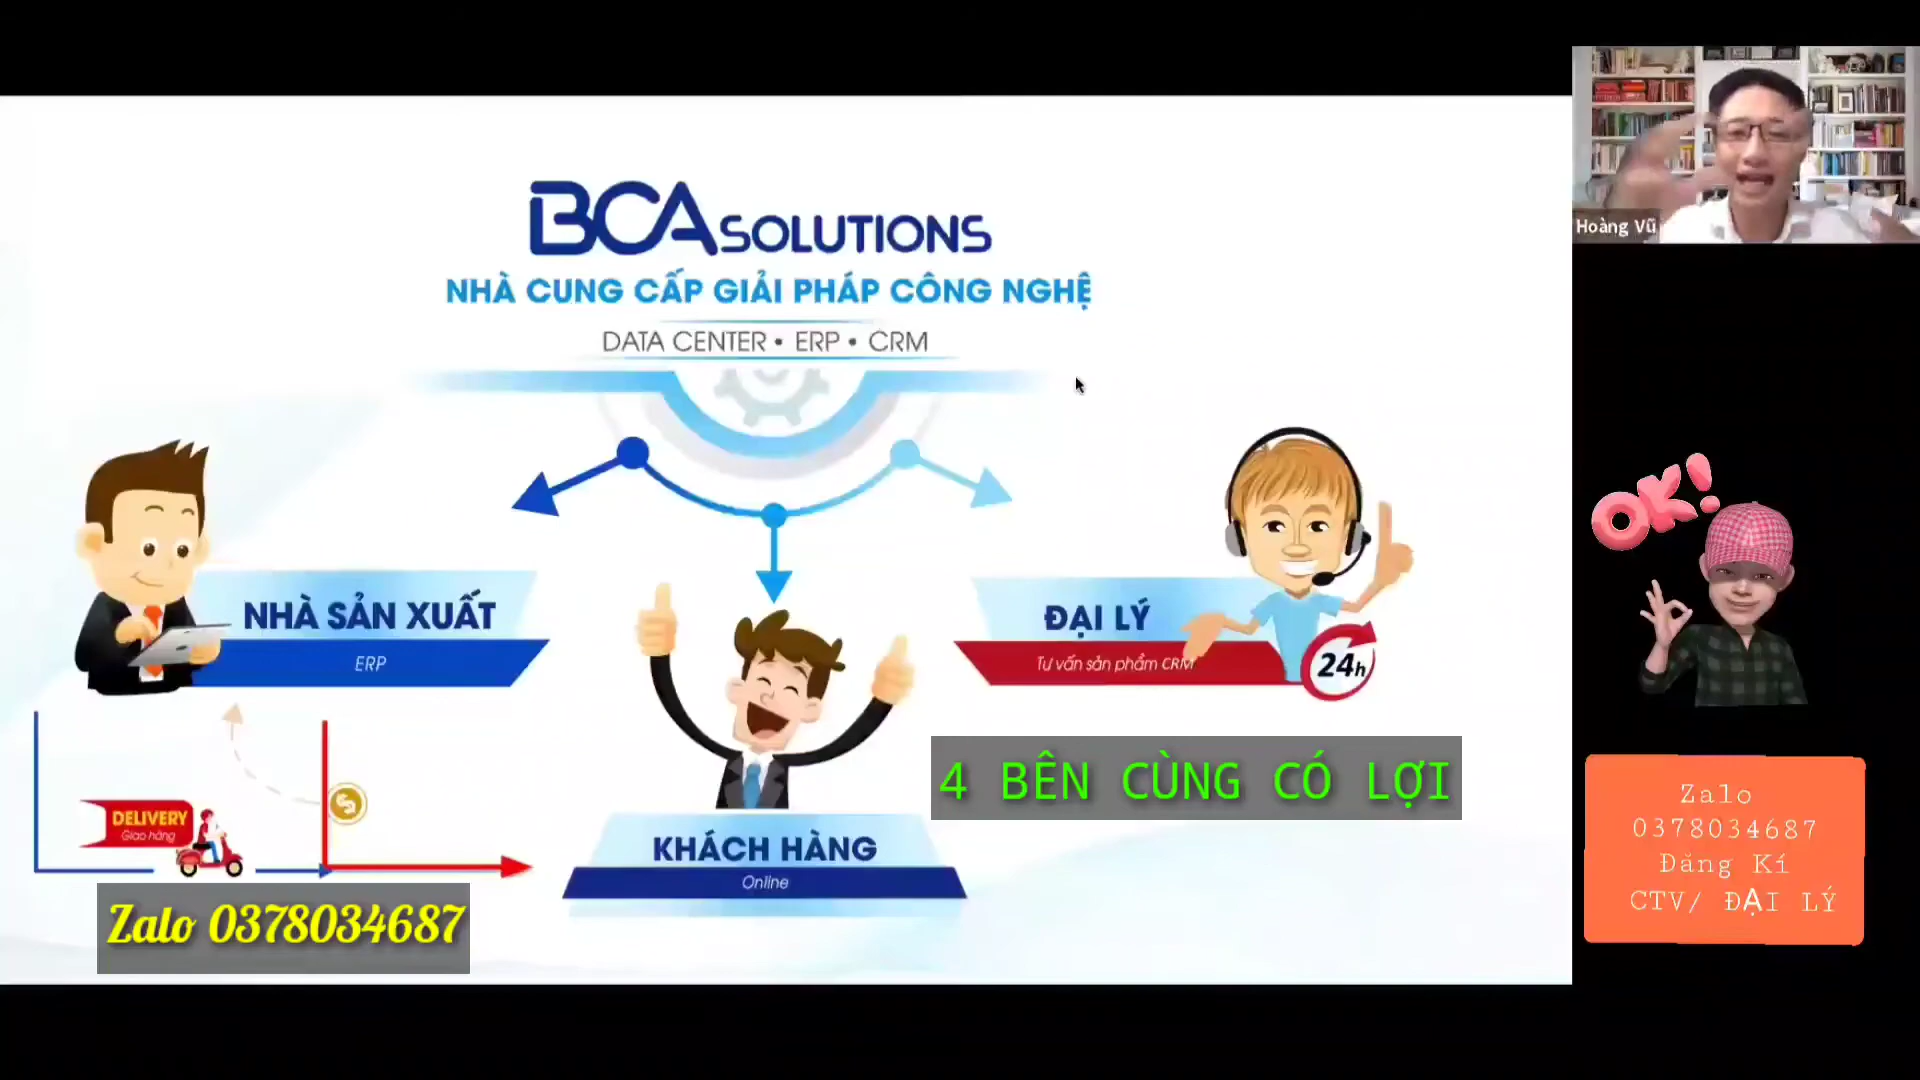 BCA SOLUTIONS
NHÀ CUNG CẤP GIẢI PHÁP CÔNG NGHỆ
DATA CENTER • ERP • CRM
Hoàng Vũ
OK!
NHÀ SẢN XUẤT
ERP
ĐẠI LÝ
Tư vấn sản phẩm CRM
24h
4 BÊN CÙNG CÓ LỢI
DELIVERY
Giao hàng
KHÁCH HÀNG
Online
Zalo 0378034687
Zalo
0378034687
Đăng Kí
CTV/ ĐẠI LÝ